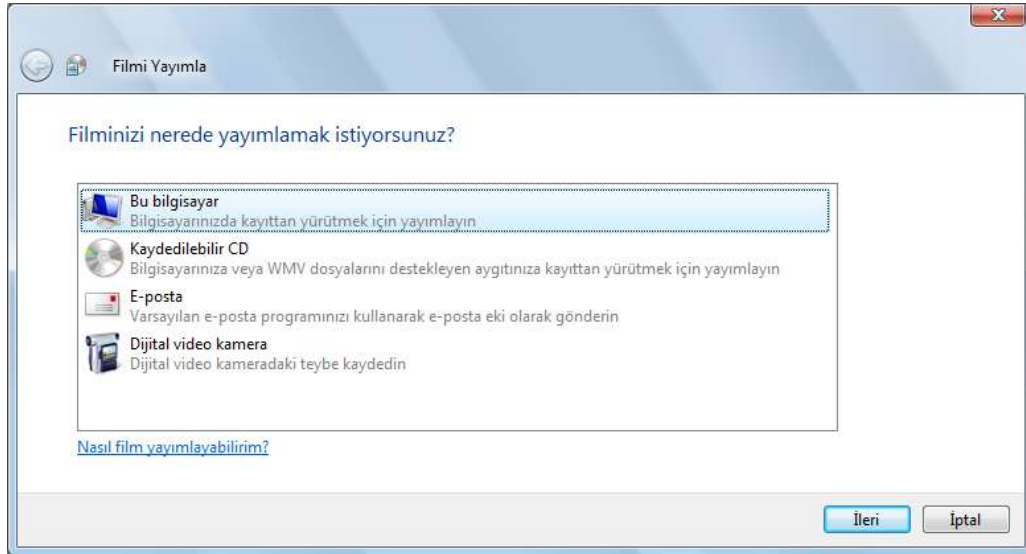 Filmi Yayımla
Filminizi nerede yayımlamak istiyorsunuz?
Bu bilgisayar
Bilgisayarınızda kayıttan yürütmek için yayımlayın
Kaydedilebilir CD
Bilgisayarınıza veya WMV dosyalarını destekleyen aygıtınıza kayıttan yürütmek için yayımlayın
E-posta
Varsayılan e-posta programınızı kullanarak e-posta eki olarak gönderin
Dijital video kamera
Dijital video kameradaki teybe kaydedin
Nasıl film yayımlayabilirim?
İleri İptal